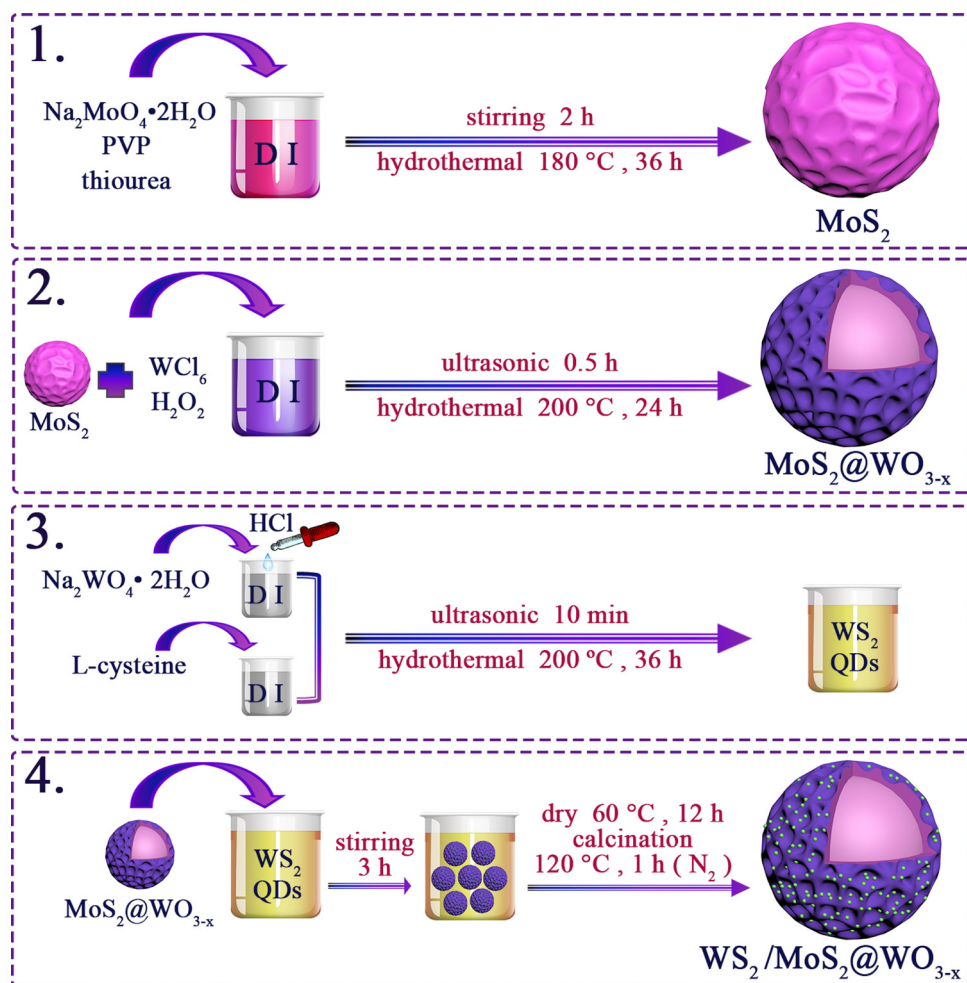 1.
Na₂MoO₄•2H₂O
PVP
thiourea
D I
stirring 2 h
hydrothermal 180 °C , 36 h
MoS₂
2.
MoS₂
WCl₆
H₂O₂
D I
ultrasonic 0.5 h
hydrothermal 200 °C , 24 h
MoS₂@WO₃₋ₓ
3.
HCl
Na₂WO₄• 2H₂O
D I
L-cysteine
D I
ultrasonic 10 min
hydrothermal 200 ºC , 36 h
WS₂
QDs
4.
MoS₂@WO₃₋ₓ
WS₂
QDs
stirring
3 h
dry 60 °C , 12 h
calcination
120 °C , 1 h ( N₂ )
WS₂ /MoS₂@WO₃₋ₓ